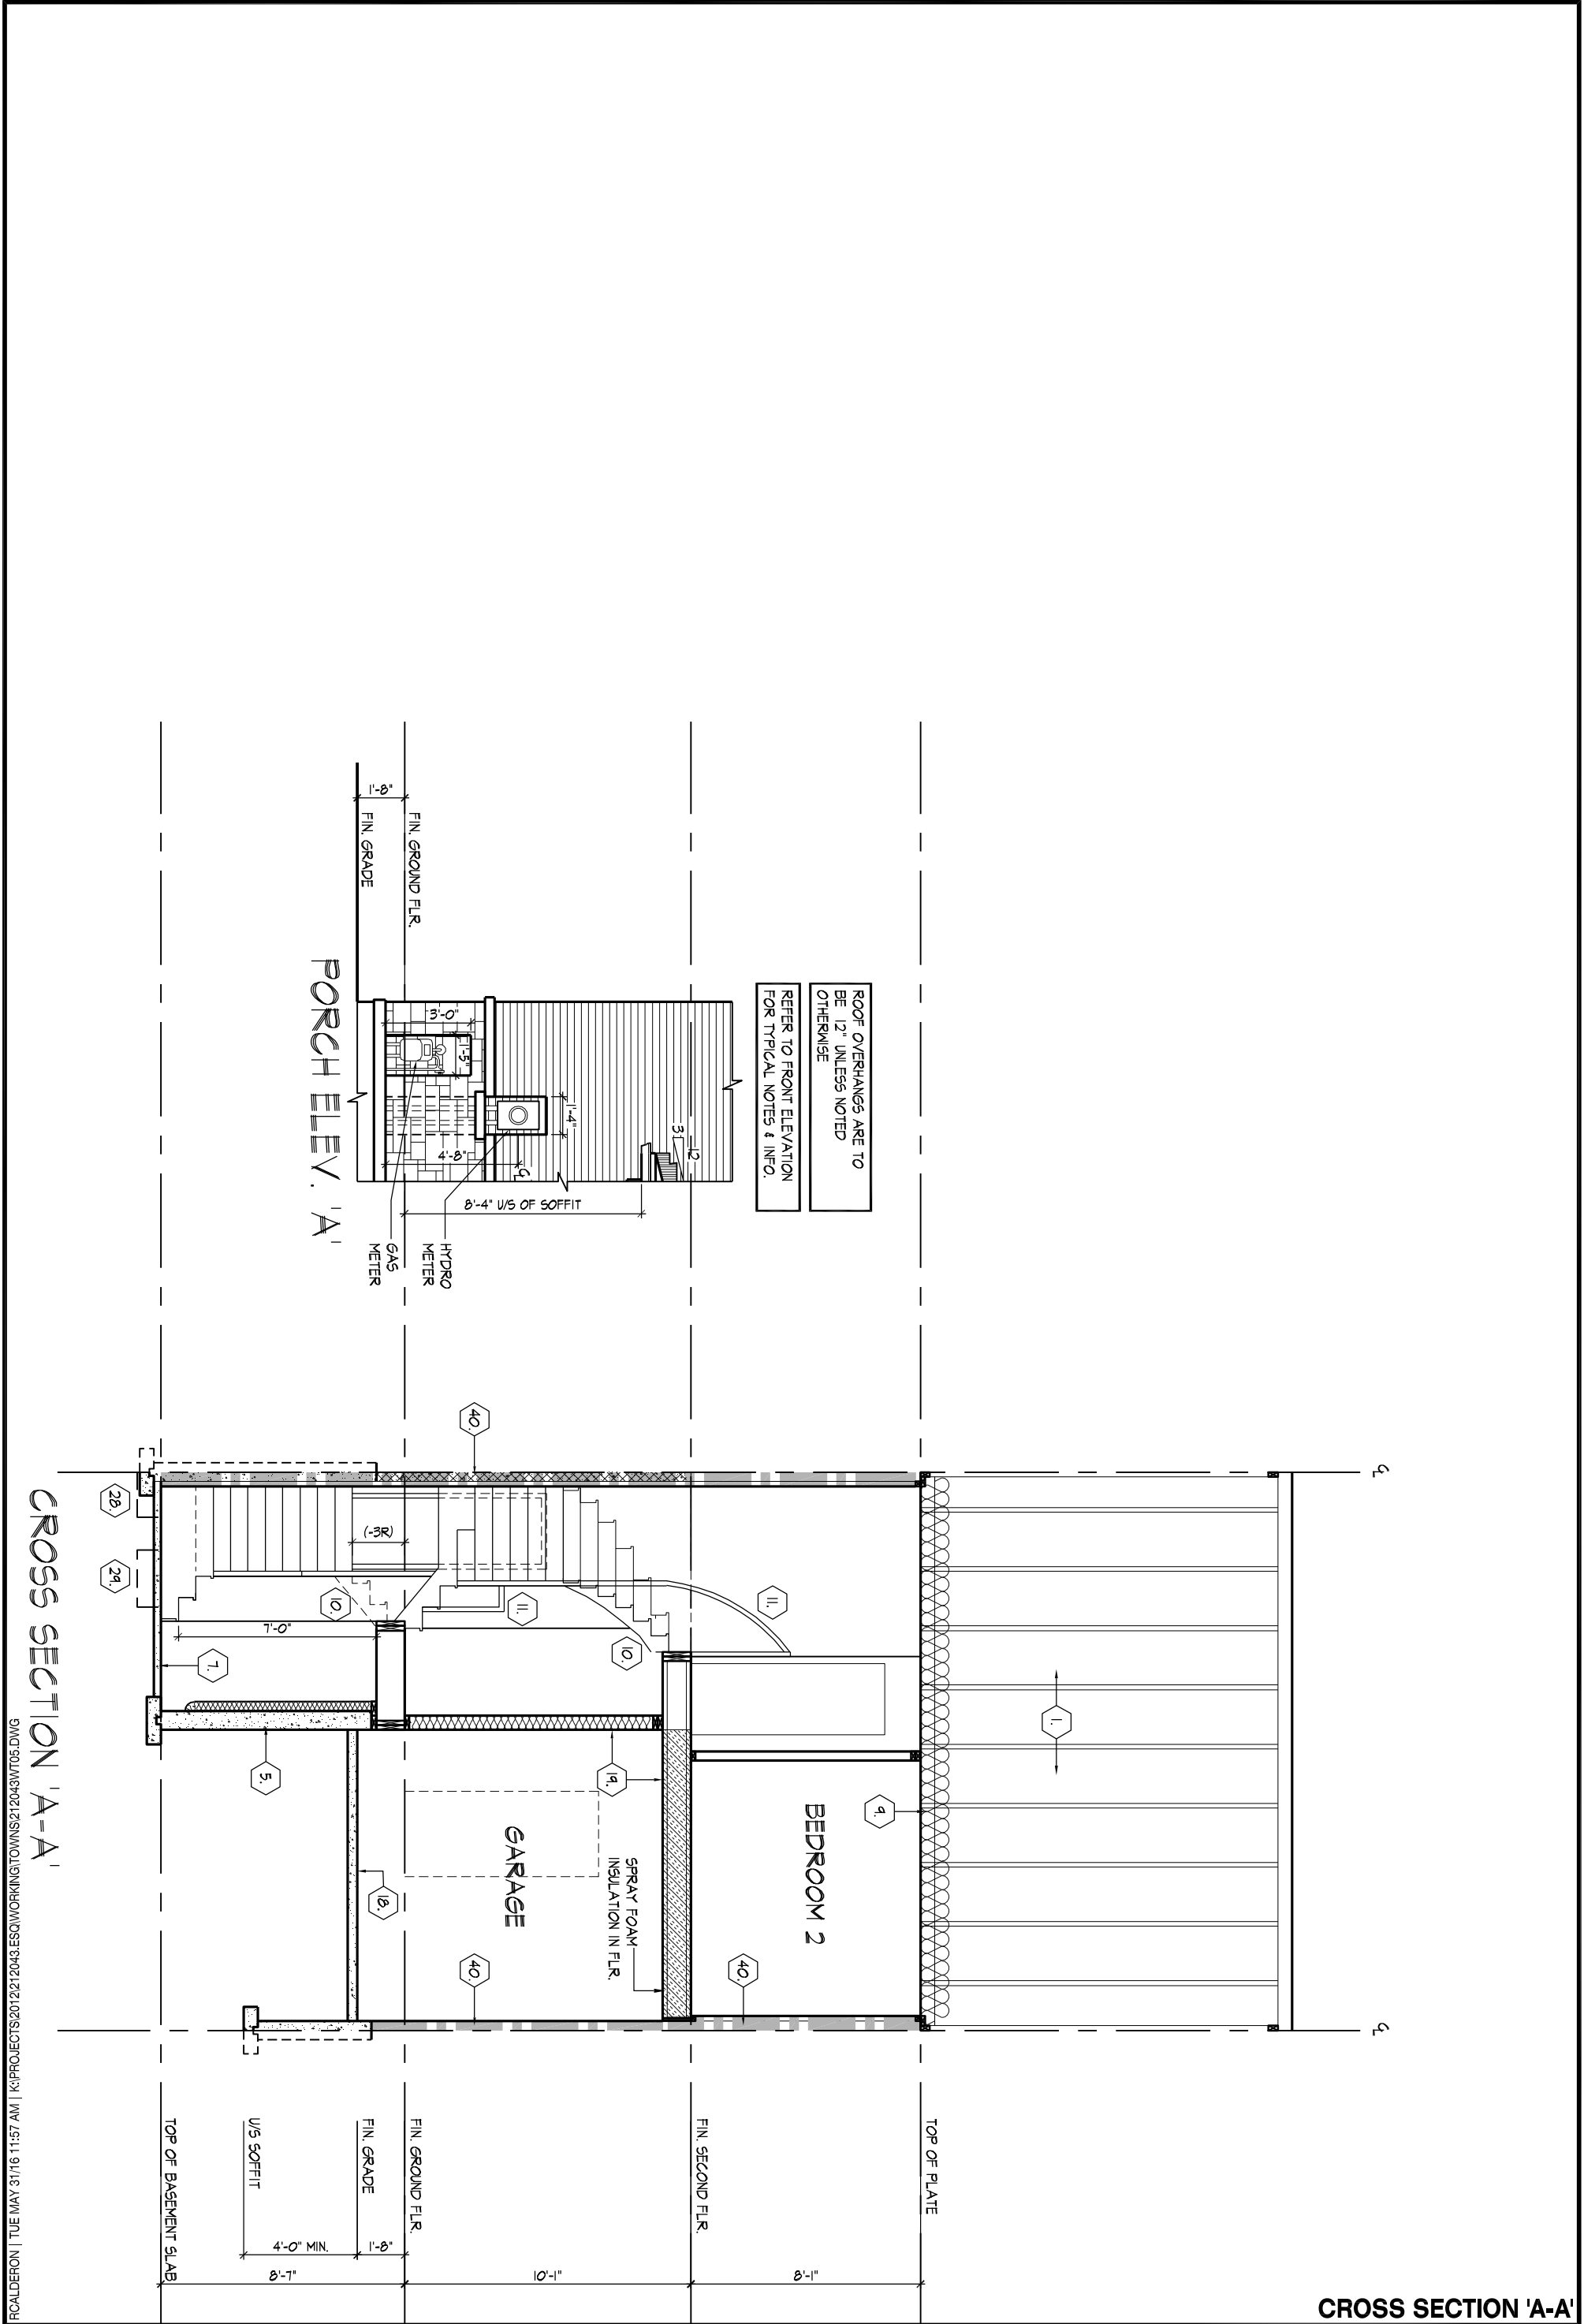 ROOF OVERHANGS ARE TO
BE 12" UNLESS NOTED
OTHERWISE
REFER TO FRONT ELEVATION
FOR TYPICAL NOTES & INFO.
12
3
8'-4" U/S OF SOFFIT
1'-4"
4'-8"
3'-0"
1'-5"
HYDRO
METER
GAS
METER
FIN. GROUND FLR.
1'-8"
FIN. GRADE
PORCH ELEV. 'A'
1.
9.
TOP OF PLATE
BEDROOM 2
11.
40.
8'-1"
FIN. SECOND FLR.
10.
19.
SPRAY FOAM
INSULATION IN FLR.
GARAGE
40.
11.
40.
10'-1"
FIN. GROUND FLR.
1'-8"
FIN. GRADE
(-3R)
10.
18.
7'-0"
7.
5.
4'-0" MIN.
U/S SOFFIT
8'-7"
TOP OF BASEMENT SLAB
28.
29.
CROSS SECTION 'A-A'
RCALDERON | TUE MAY 31/16 11:57 AM | K:\PROJECTS\2012\212043.ESQ\WORKING\TOWNS\212043WT05.DWG
CROSS SECTION 'A-A'